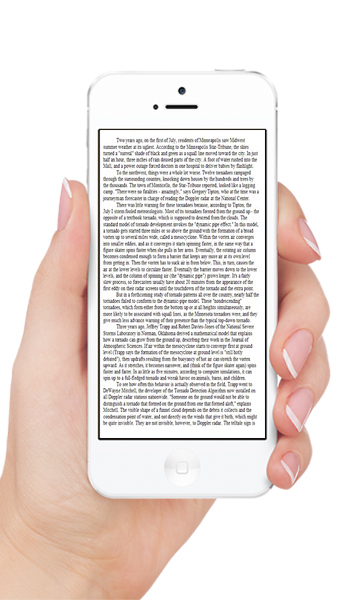 Two years ago, on the first of July, residents of Minneapolis saw Midwest
summer weather at its ugliest. According to the Minneapolis Star-Tribune, the skies
turned a "surreal" shade of black and green as a squall line moved toward the city. In just
half an hour, three inches of rain doused parts of the city. A foot of water rushed into the
Mall, and a power outage forced doctors in one hospital to deliver babies by flashlight.
To the northwest, things were a whole lot worse. Twelve tornadoes rampaged
through the surrounding counties, knocking down houses by the hundreds and trees by
the thousands. The town of Monticello, the Star-Tribune reported, looked like a logging
camp. "There were no fatalities - amazingly," says Gregory Tipton, who at the time was a
journeyman forecaster in charge of reading the Doppler radar at the National Center.
There was little warning for these tornadoes because, according to Tipton, the
July 1 storm fooled meteorologists. Most of its tornadoes formed from the ground up - the
opposite of a textbook tornado, which is supposed to descend from the clouds. The
standard model of tornado development invokes the "dynamic pipe effect." In this model,
a tornado gets started three miles or so above the ground with the formation of a broad
vortex up to several miles wide, called a mesocyclone. Within the vortex air converges
into smaller eddies, and as it converges it starts spinning faster, in the same way that a
figure skater spins faster when she pulls in her arms. Eventually, the rotating air column
becomes condensed enough to form a barrier that keeps any more air at its own level
from getting in. Then the vortex has to suck air in from below. This, in turn, causes the
air at the lower levels to circulate faster. Eventually the barrier moves down to the lower
levels, and the column of spinning air (the "dynamic pipe") grows longer. It's a fairly
slow process, so forecasters usually have about 20 minutes from the appearance of the
first eddy on their radar screens until the touchdown of the tornado and the extra point.
But in a forthcoming study of tornado patterns all over the country, nearly half the
tornadoes failed to conform to the dynamic pipe model. These "nondescending"
tornadoes, which form either from the bottom up or at all heights simultaneously, are
more likely to be associated with squall lines, as the Minnesota tornadoes were, and they
give much less advance warning of their presence than the typical top-down tornado.
Three years ago, Jeffrey Trapp and Robert Davies-Jones of the National Severe
Storms Laboratory in Norman, Oklahoma devised a mathematical model that explains
how a tornado can grow from the ground up, describing their work in the Journal of
Atmospheric Sciences. If air within the mesocyclone starts to converge first at ground
level (Trapp says the formation of the mesocyclone at ground level is "still hotly
debated"), then updrafts resulting from the buoyancy of hot air can stretch the vortex
upward. As it stretches, it becomes narrower, and (think of the figure skater again) spins
faster and faster. In as little as five minutes, according to computer simulations, it can
spin up to a full-fledged tornado and wreak havoc on animals, barns, and children.
To see how often this behavior is actually observed in the field, Trapp went to
DeWayne Mitchell, the developer of the Tornado Detection Algorithm now installed on
all Doppler radar stations nationwide. "Someone on the ground would not be able to
distinguish a tornado that formed on the ground from one that formed aloft," explains
Mitchell. The visible shape of a funnel cloud depends on the debris it collects and the
condensation point of water, and not directly on the winds that give it birth, which might
be quite invisible. They are not invisible, however, to Doppler radar. The telltale sign is